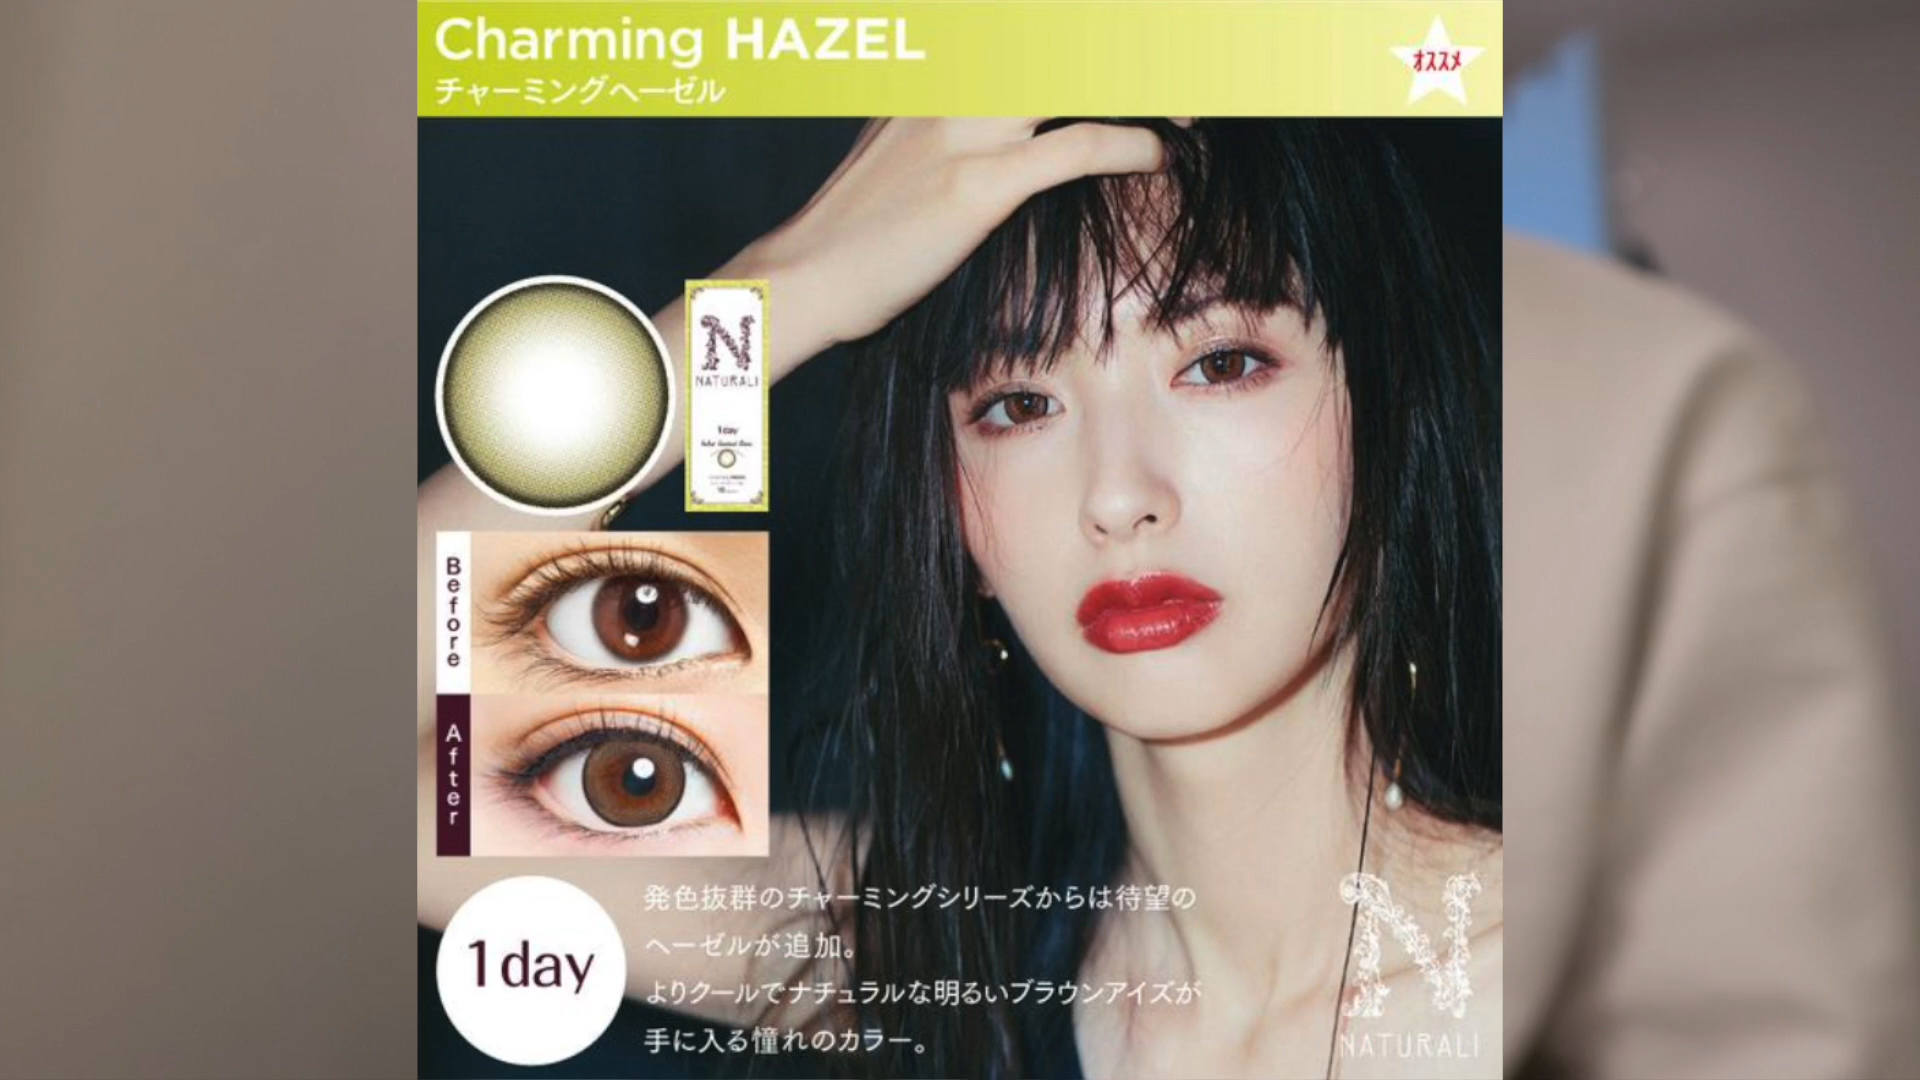 Charming HAZEL
チャーミングヘーゼル
オススメ
N
NATURALI
1day
Before
After
1day
発色抜群のチャーミングシリーズからは待望の
ヘーゼルが追加。
よりクールでナチュラルな明るいブラウンアイズが
手に入る憧れのカラー。
N
NATURALI